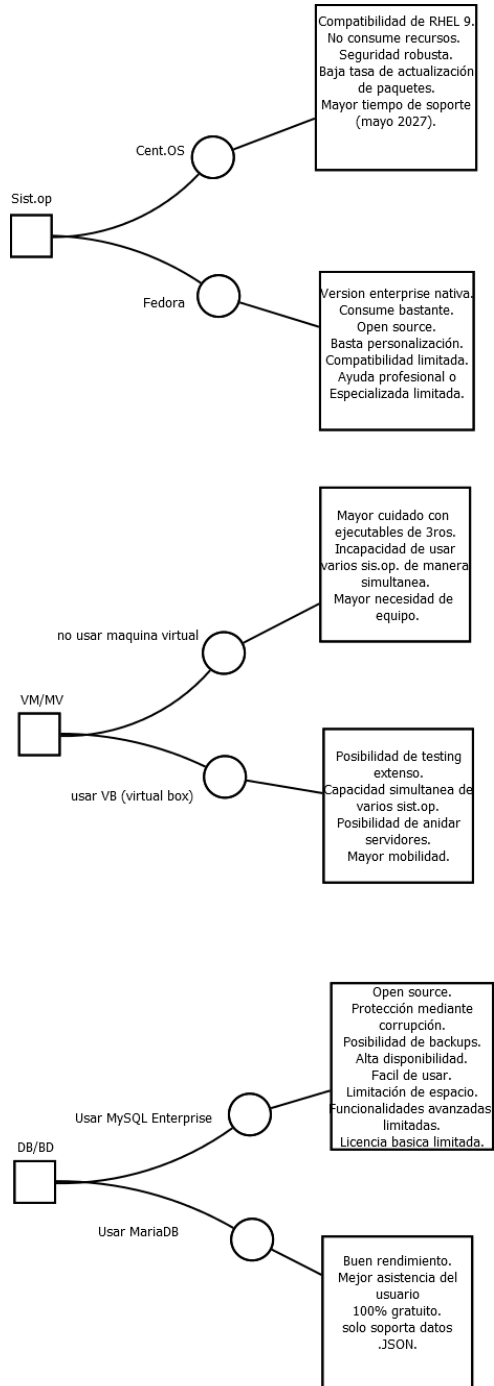 Compatibilidad de RHEL 9.
No consume recursos.
Seguridad robusta.
Baja tasa de actualización
de paquetes.
Mayor tiempo de soporte
(mayo 2027).
Cent.OS
Sist.op
Fedora
Version enterprise nativa.
Consume bastante.
Open source.
Basta personalización.
Compatibilidad limitada.
Ayuda profesional o
Especializada limitada.
Mayor cuidado con
ejecutables de 3ros.
Incapacidad de usar
varios sis.op. de manera
simultanea.
Mayor necesidad de
equipo.
no usar maquina virtual
VM/MV
usar VB (virtual box)
Posibilidad de testing
extenso.
Capacidad simultanea de
varios sist.op.
Posibilidad de anidar
servidores.
Mayor mobilidad.
Open source.
Protección mediante
corrupción.
Posibilidad de backups.
Alta disponibilidad.
Facil de usar.
Limitación de espacio.
Funcionalidades avanzadas
limitadas.
Licencia basica limitada.
Usar MySQL Enterprise
DB/BD
Usar MariaDB
Buen rendimiento.
Mejor asistencia del
usuario
100% gratuito.
solo soporta datos
.JSON.